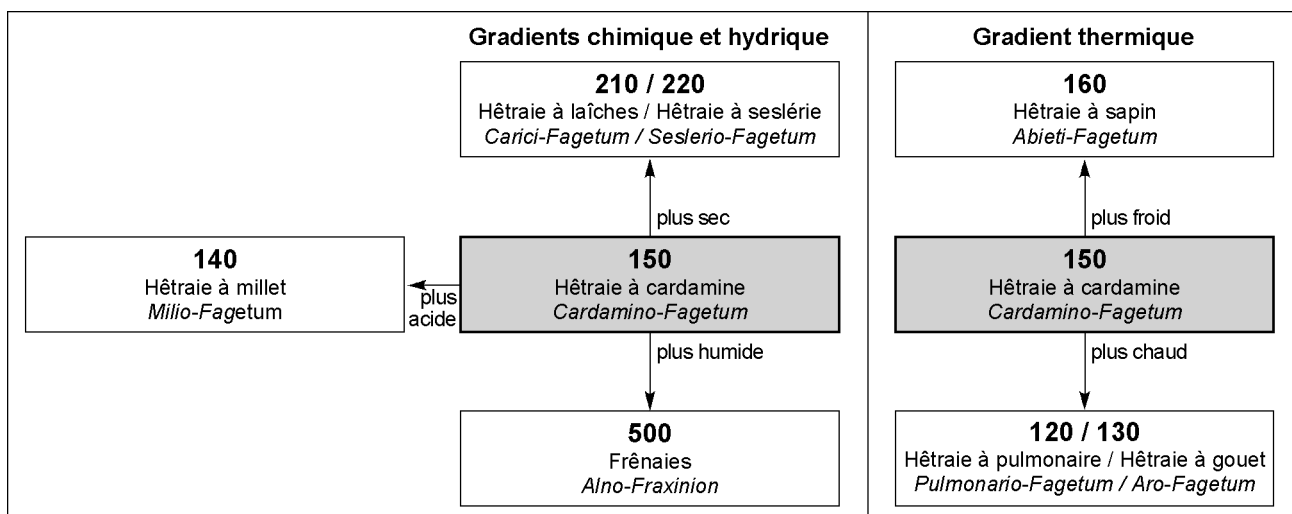 Gradients chimique et hydrique
210 / 220
Hêtraie à laîches / Hêtraie à seslérie
Carici-Fagetum / Seslerio-Fagetum
plus sec
140
Hêtraie à millet
Milio-Fagetum
plus
acide
150
Hêtraie à cardamine
Cardamino-Fagetum
plus humide
500
Frênaies
Alno-Fraxinion
Gradient thermique
160
Hêtraie à sapin
Abieti-Fagetum
plus froid
150
Hêtraie à cardamine
Cardamino-Fagetum
plus chaud
120 / 130
Hêtraie à pulmonaire / Hêtraie à gouet
Pulmonario-Fagetum / Aro-Fagetum